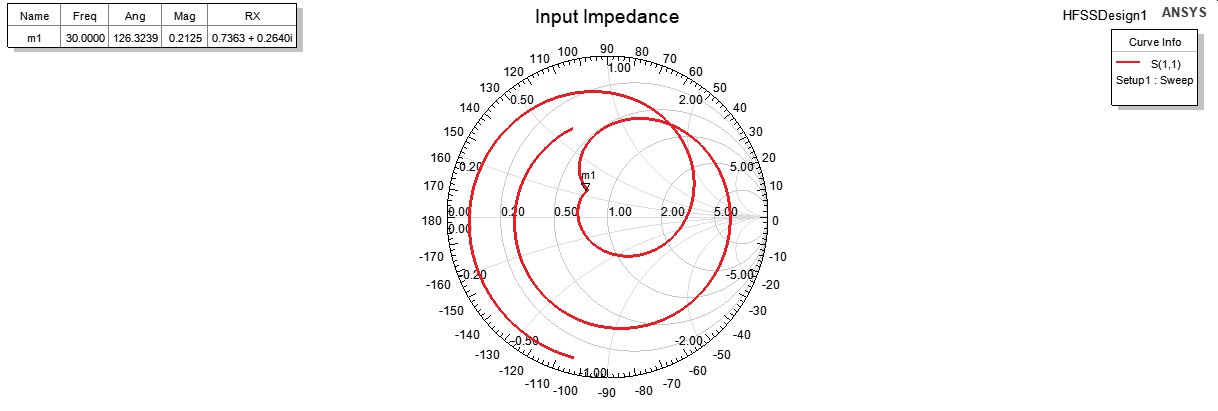 Name Freq Ang Mag RX
m1 30.0000 126.3239 0.2125 0.7363 + 0.2640i
Input Impedance
HFSSDesign1 ANSYS
Curve Info
S(1,1)
Setup1 : Sweep
90
100 80
110 70
120 60
130 50
140 40
150 30
160 20
170 10
180 0
-170 -10
-160 -20
-150 -30
-140 -40
-130 -50
-120 -60
-110 -70
-100 -80
-90
1.00
0.50 2.00
0.20 5.00
m1
0.00 0.20 0.50 1.00 2.00 5.00
0.00
-0.20 -5.00
-0.50 -2.00
-1.00